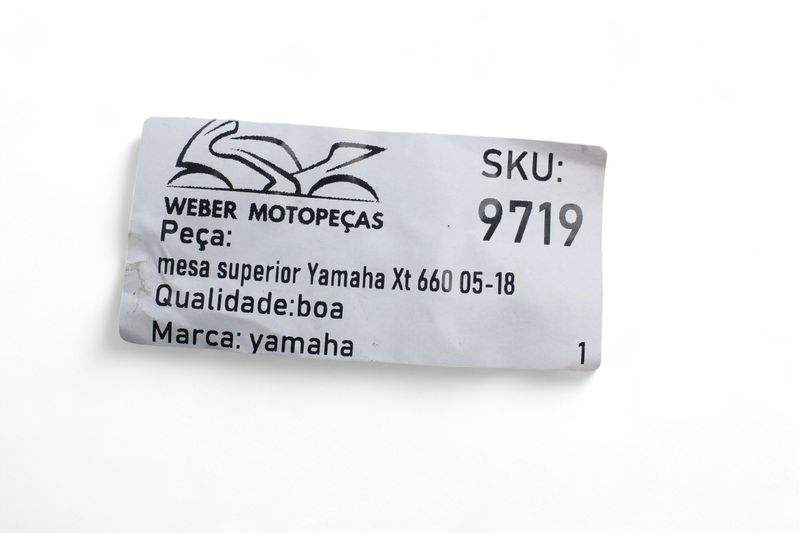 WEBER MOTOPEÇAS
SKU:
9719
Peça:
mesa superior Yamaha Xt 660 05-18
Qualidade:boa
Marca: yamaha
1